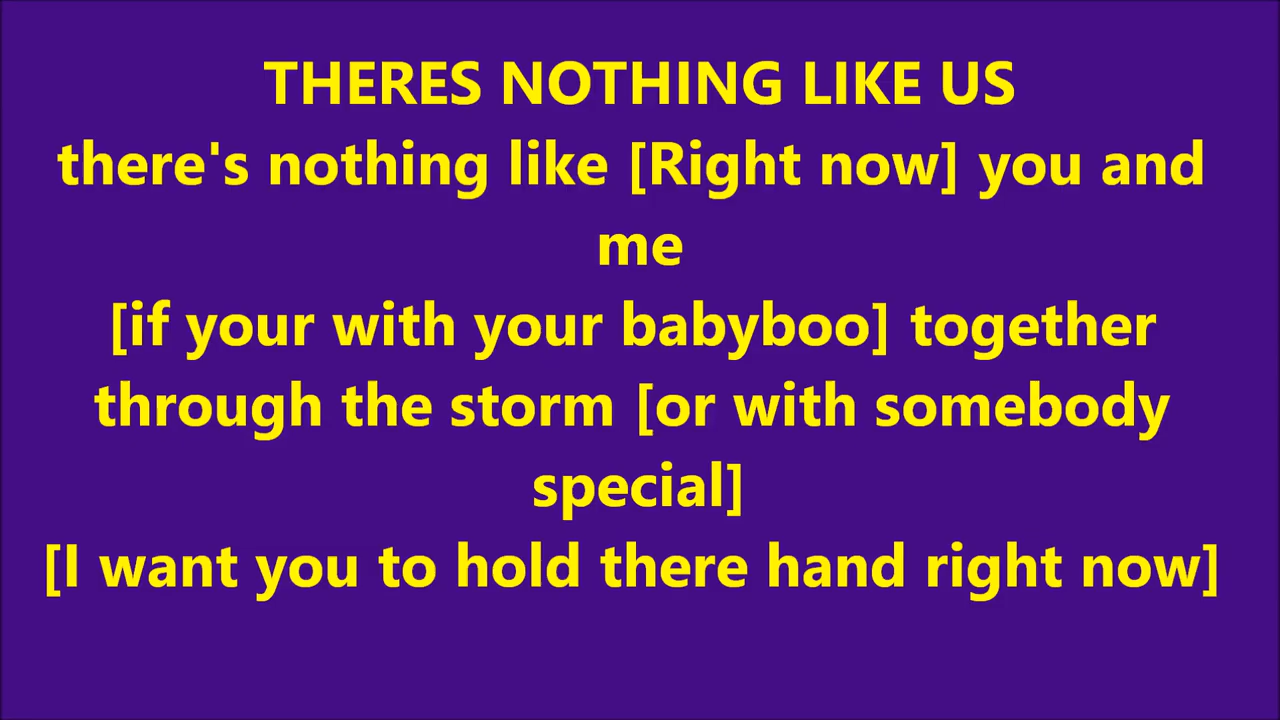 THERES NOTHING LIKE US
there's nothing like [Right now] you and
me
[if your with your babyboo] together
through the storm [or with somebody
special]
[I want you to hold there hand right now]